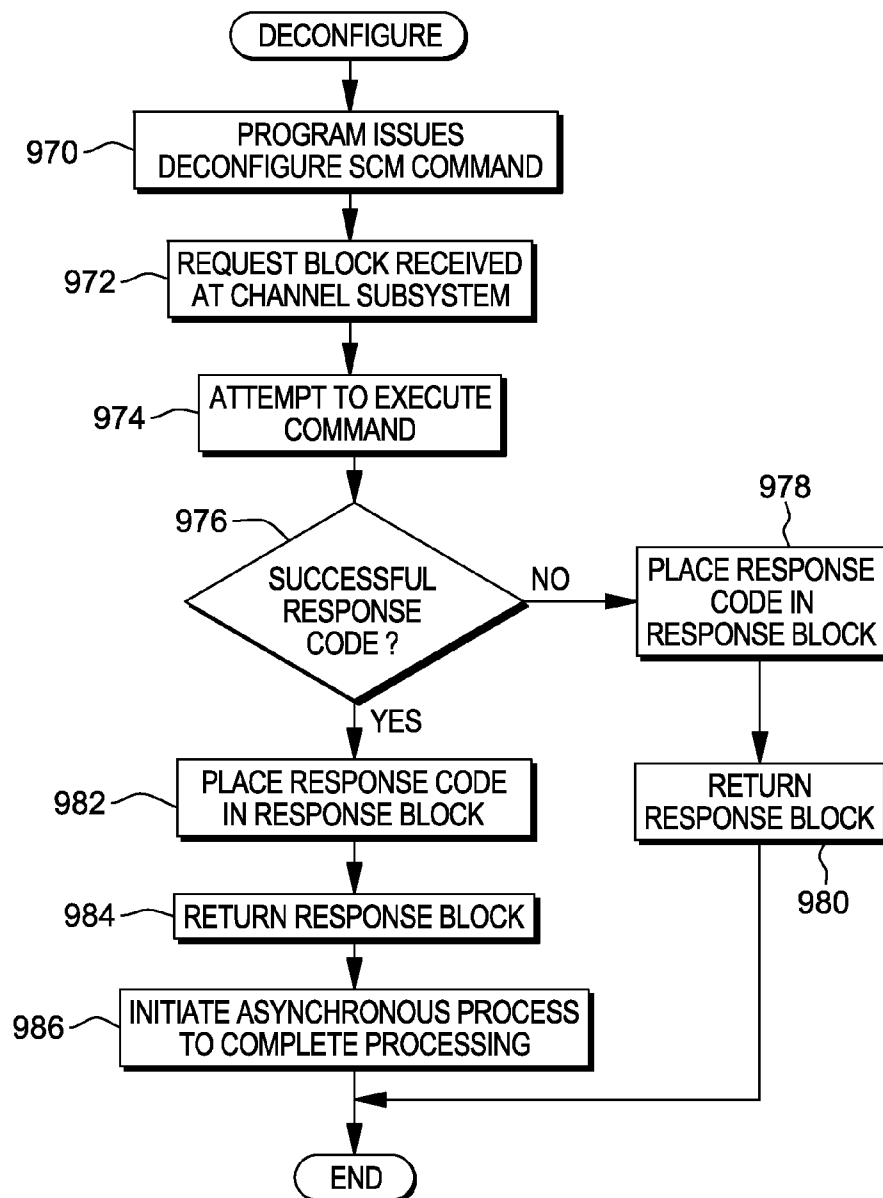 DECONFIGURE
970
PROGRAM ISSUES
DECONFIGURE SCM COMMAND
972
REQUEST BLOCK RECEIVED
AT CHANNEL SUBSYSTEM
974
ATTEMPT TO EXECUTE
COMMAND
976
SUCCESSFUL
RESPONSE
CODE ?
NO
978
PLACE RESPONSE
CODE IN
RESPONSE BLOCK
YES
982
PLACE RESPONSE CODE
IN RESPONSE BLOCK
RETURN
RESPONSE BLOCK
980
984
RETURN RESPONSE BLOCK
986
INITIATE ASYNCHRONOUS PROCESS
TO COMPLETE PROCESSING
END